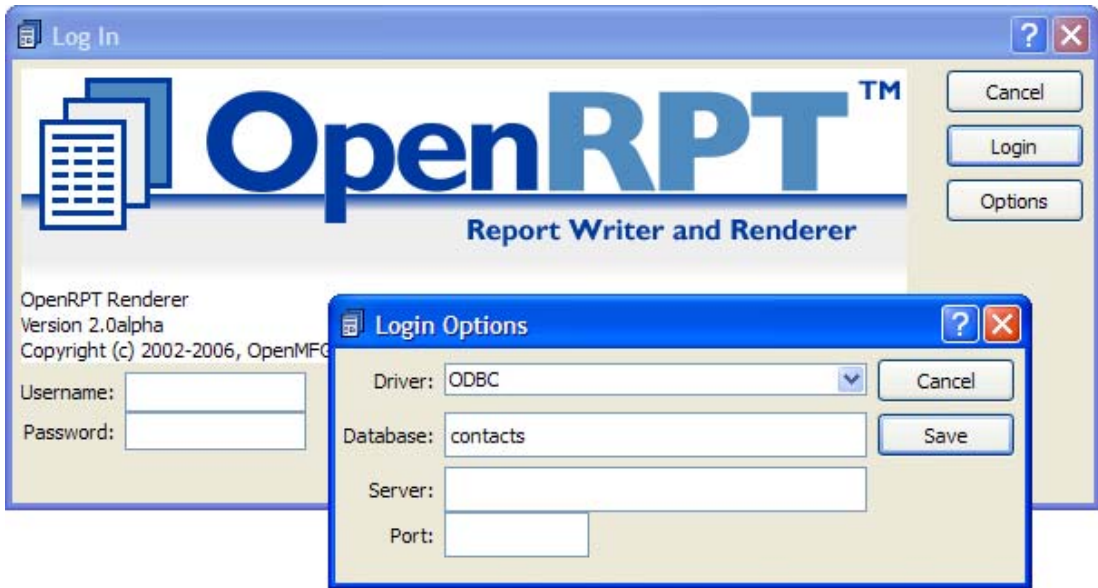 Log In
OpenRPT™
Report Writer and Renderer
Cancel
Login
Options
OpenRPT Renderer
Version 2.0alpha
Copyright (c) 2002-2006, OpenMFG
Username:
Password:
Login Options
Driver: ODBC
Cancel
Database: contacts
Save
Server:
Port: